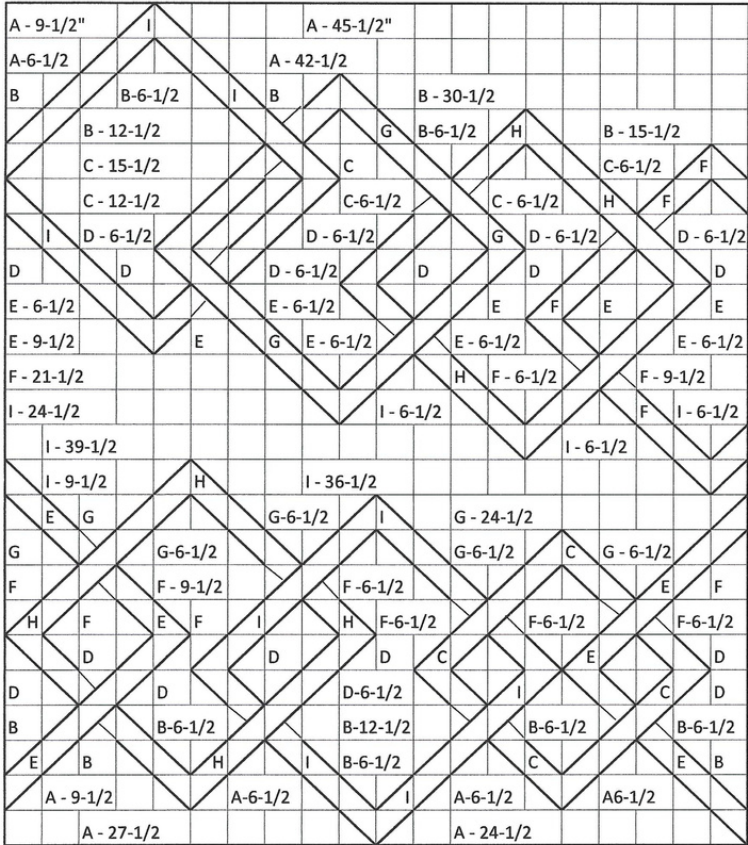 A - 9-1/2" I A - 45-1/2"
A-6-1/2 A - 42-1/2
B B-6-1/2 I B B - 30-1/2
B - 12-1/2 G B-6-1/2 H B - 15-1/2
C - 15-1/2 C C-6-1/2 F
C - 12-1/2 C-6-1/2 C - 6-1/2 H F
I D - 6-1/2 D - 6-1/2 G D - 6-1/2 D - 6-1/2
D D D - 6-1/2 D D D
E - 6-1/2 E - 6-1/2 E F E E
E - 9-1/2 E G E - 6-1/2 E - 6-1/2 E - 6-1/2
F - 21-1/2 H F - 6-1/2 F - 9-1/2
I - 24-1/2 I - 6-1/2 F I - 6-1/2
I - 39-1/2 I - 6-1/2
I - 9-1/2 H I - 36-1/2
E G G-6-1/2 I G - 24-1/2
G G-6-1/2 G-6-1/2 C G - 6-1/2
F F - 9-1/2 F -6-1/2 E F
H F E F I H F-6-1/2 F-6-1/2 F-6-1/2
D D D C E D
D D D-6-1/2 I C D
B B-6-1/2 B-12-1/2 B-6-1/2 B-6-1/2
E B H I B-6-1/2 C E B
A - 9-1/2 A-6-1/2 I A-6-1/2 A6-1/2
A - 27-1/2 A - 24-1/2